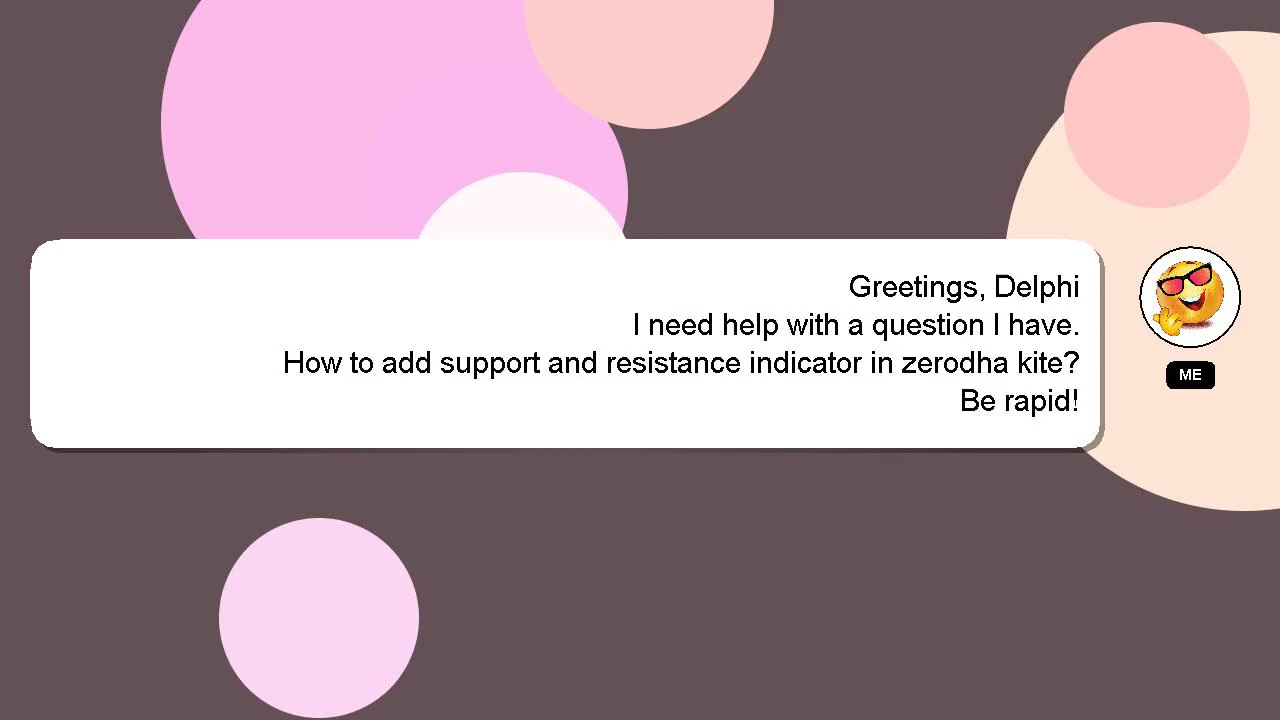 Greetings, Delphi
I need help with a question I have.
How to add support and resistance indicator in zerodha kite?
Be rapid!
ME